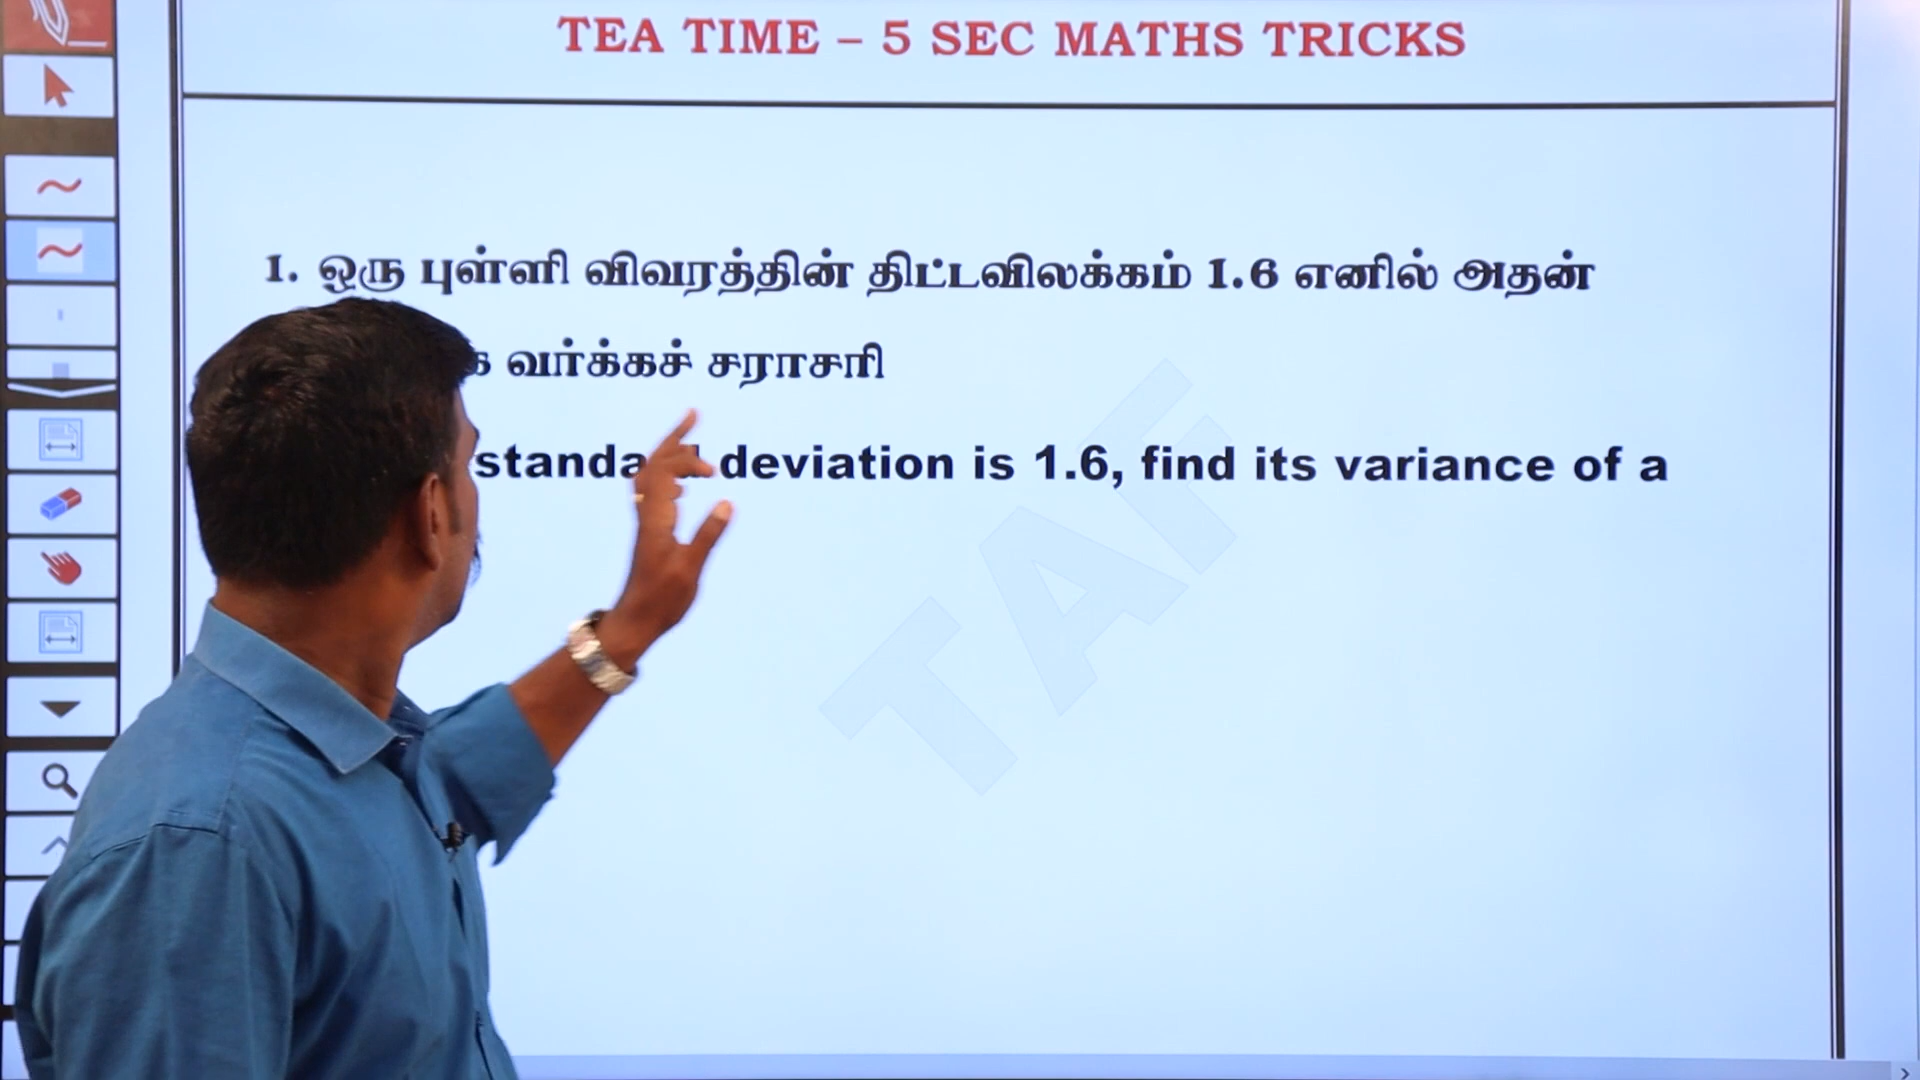 TEA TIME – 5 SEC MATHS TRICKS
1. ஒரு புள்ளி விவரத்தின் திட்டவிலக்கம் 1.6 எனில் அதன்
வர்க்கச் சராசரி
deviation is 1.6, find its variance of a
TAF